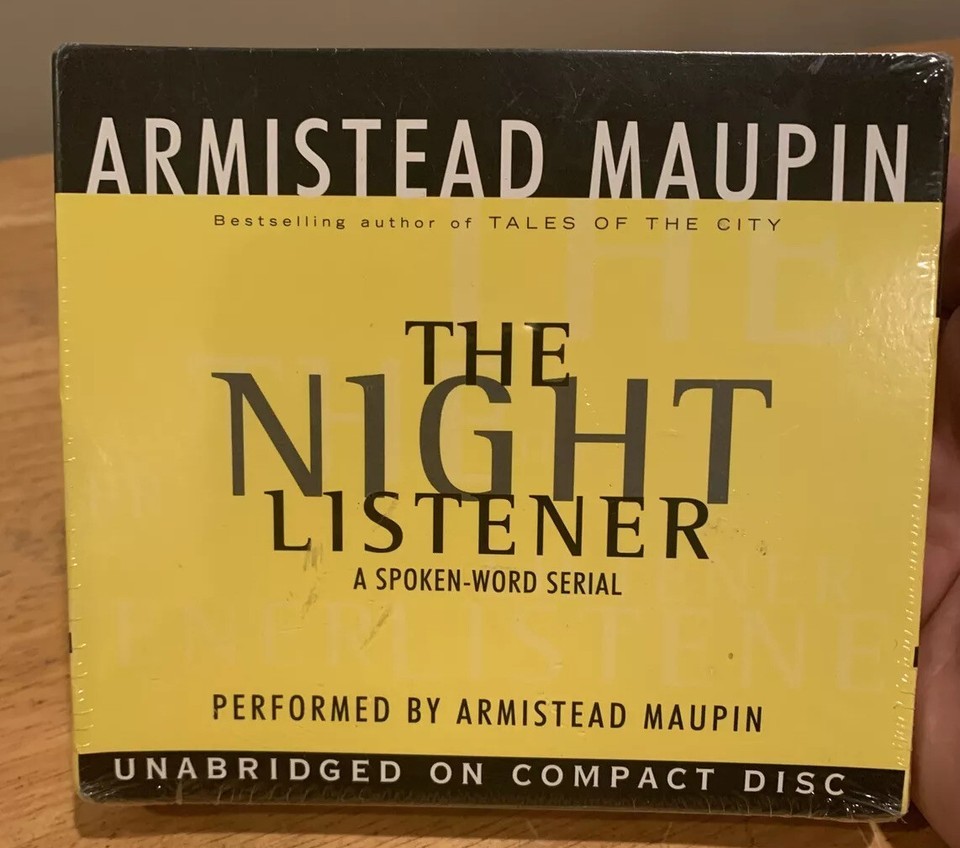 ARMISTEAD MAUPIN
Bestselling author of TALES OF THE CITY
THE
NIGHT
LISTENER
A SPOKEN-WORD SERIAL
PERFORMED BY ARMISTEAD MAUPIN
UNABRIDGED ON COMPACT DISC